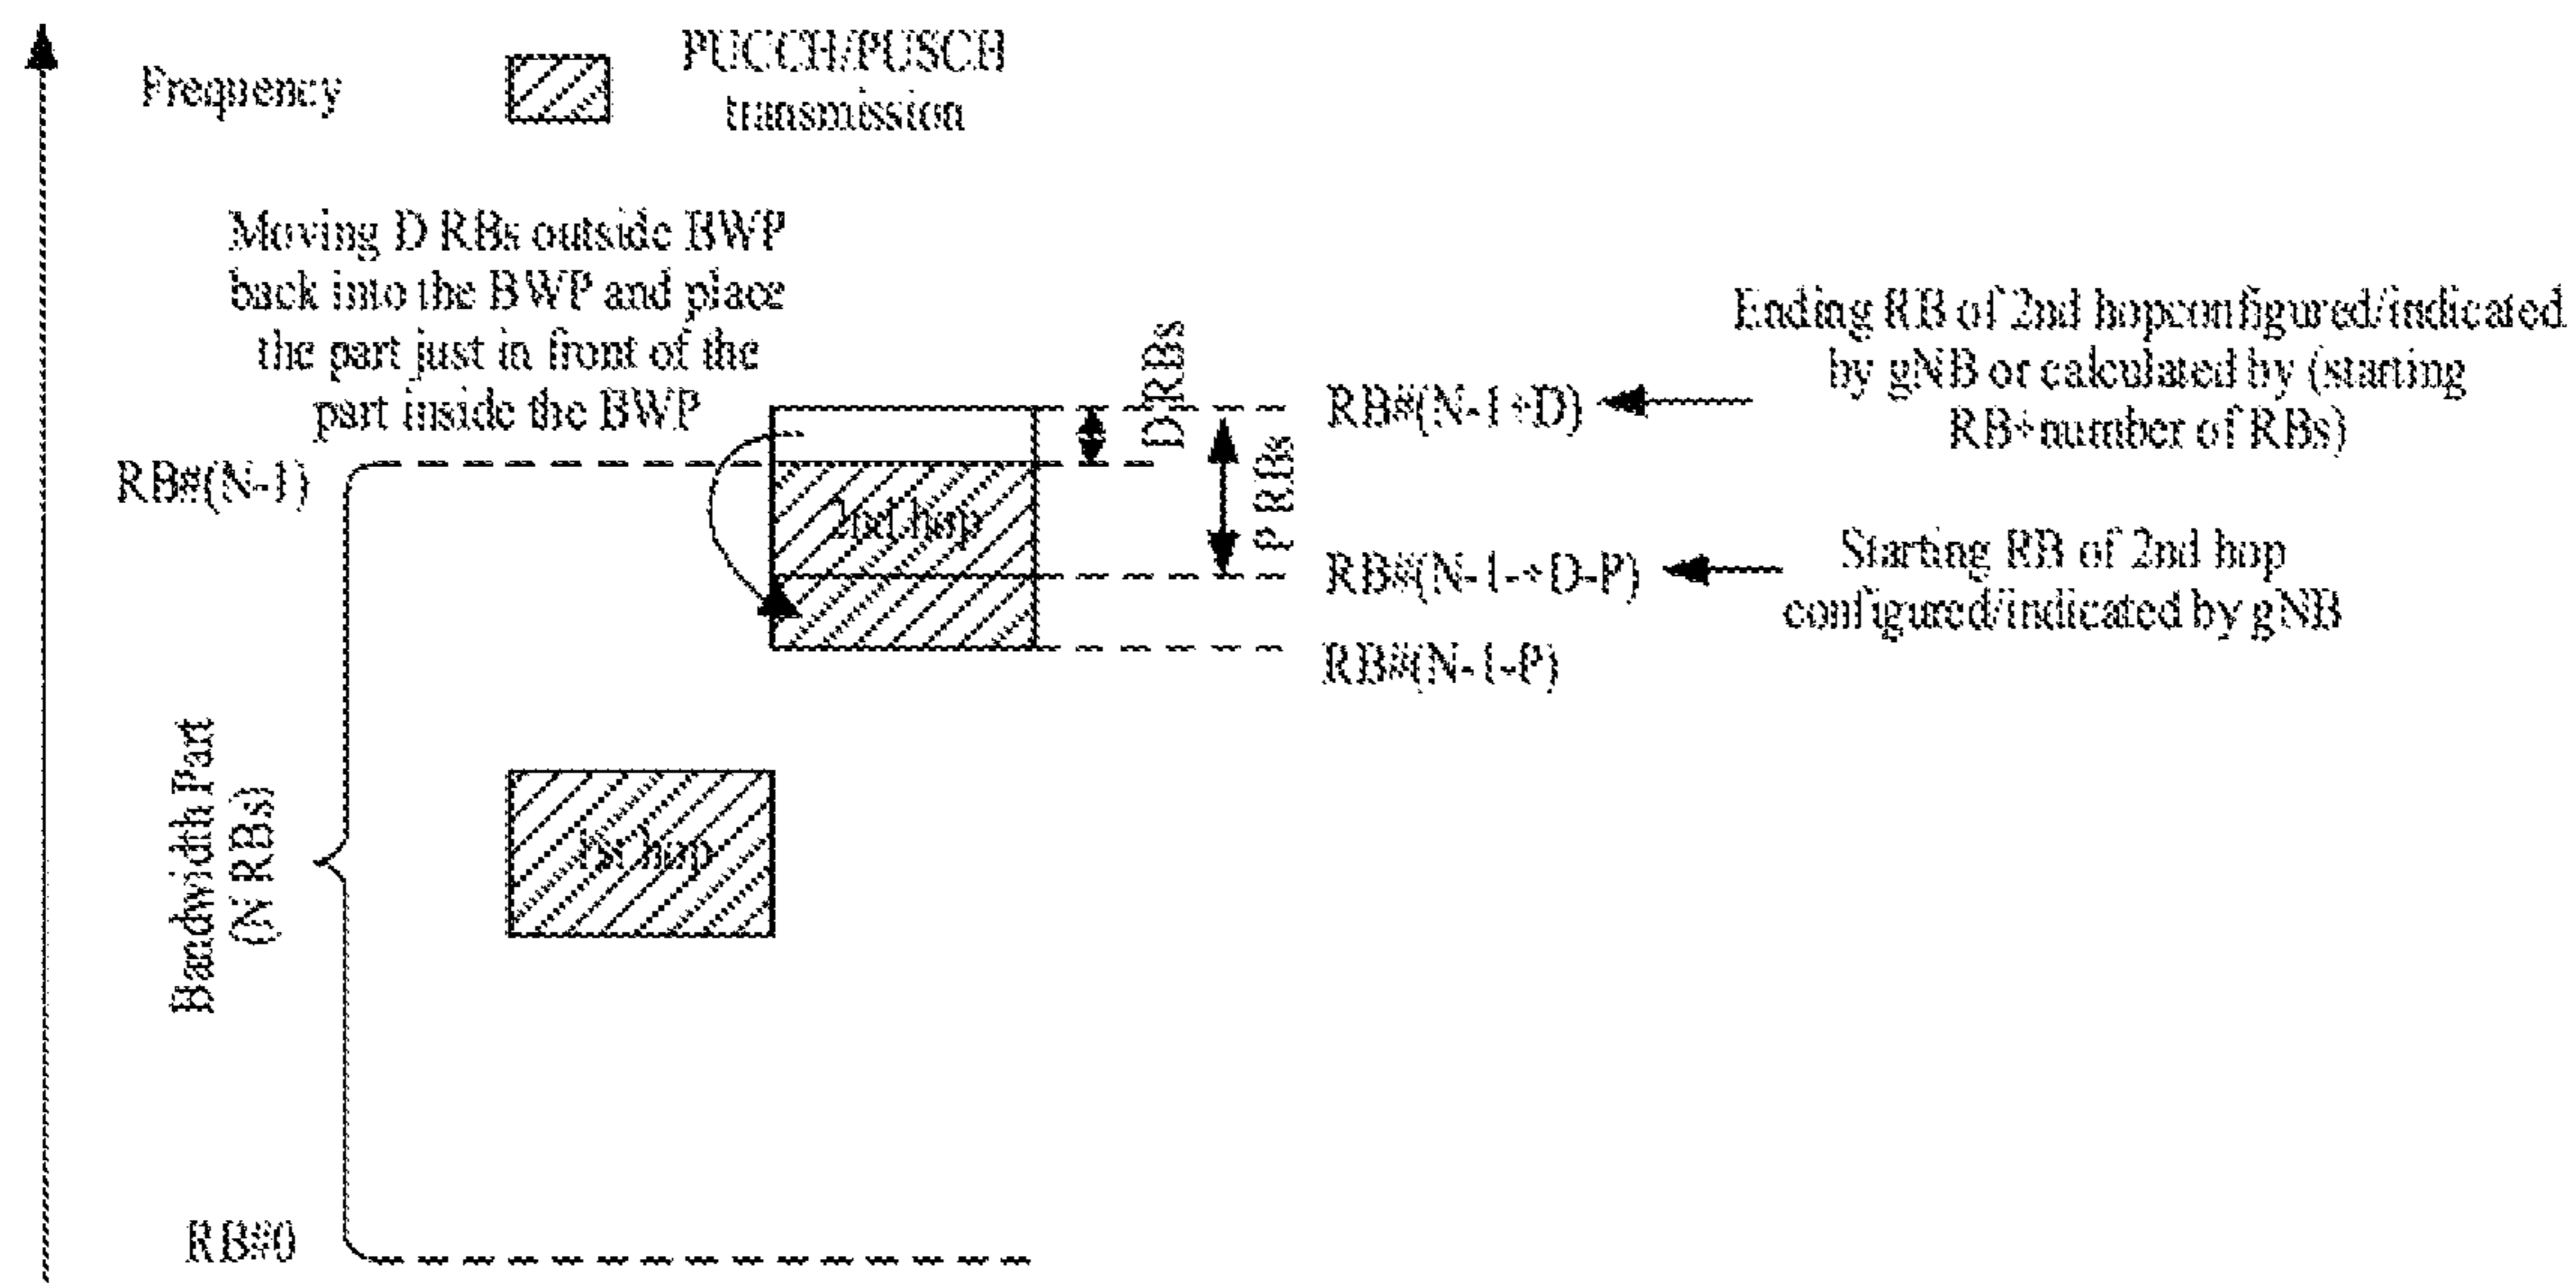 Frequency
PUCCH/PUSCH
transmission
Moving D RBs outside BWP
back into the BWP and place
the part just in front of the
part inside the BWP
D RBs
P RBs
RB#(N-1+D)
Ending RB of 2nd hopconfigured/indicated
by gNB or calculated by (starting
RB+number of RBs)
RB#(N-1)
2nd hop
RB#(N-1-+D-P)
Starting RB of 2nd hop
configured/indicated by gNB
RB#(N-1-P)
Bandwidth Part
(N RBs)
1st hop
RB#0